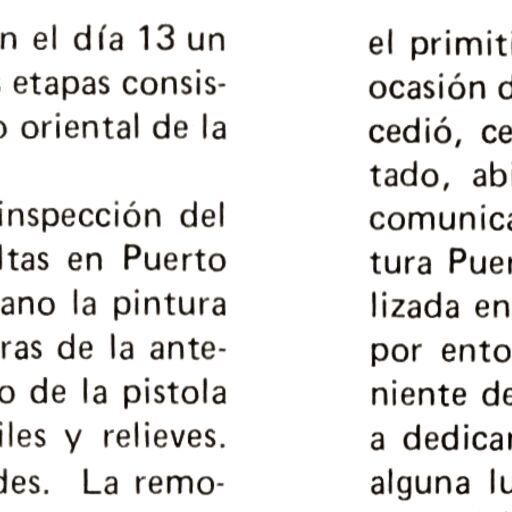 n el día 13 un
etapas consis-
o oriental de la
inspección del
ltas en Puerto
ano la pintura
ras de la ante-
o de la pistola
iles y relieves.
des. La remo-
el primiti
ocasión d
cedió, ce
tado, abi
comunica
tura Puer
lizada en
por ento
niente de
a dedicar
alguna lu